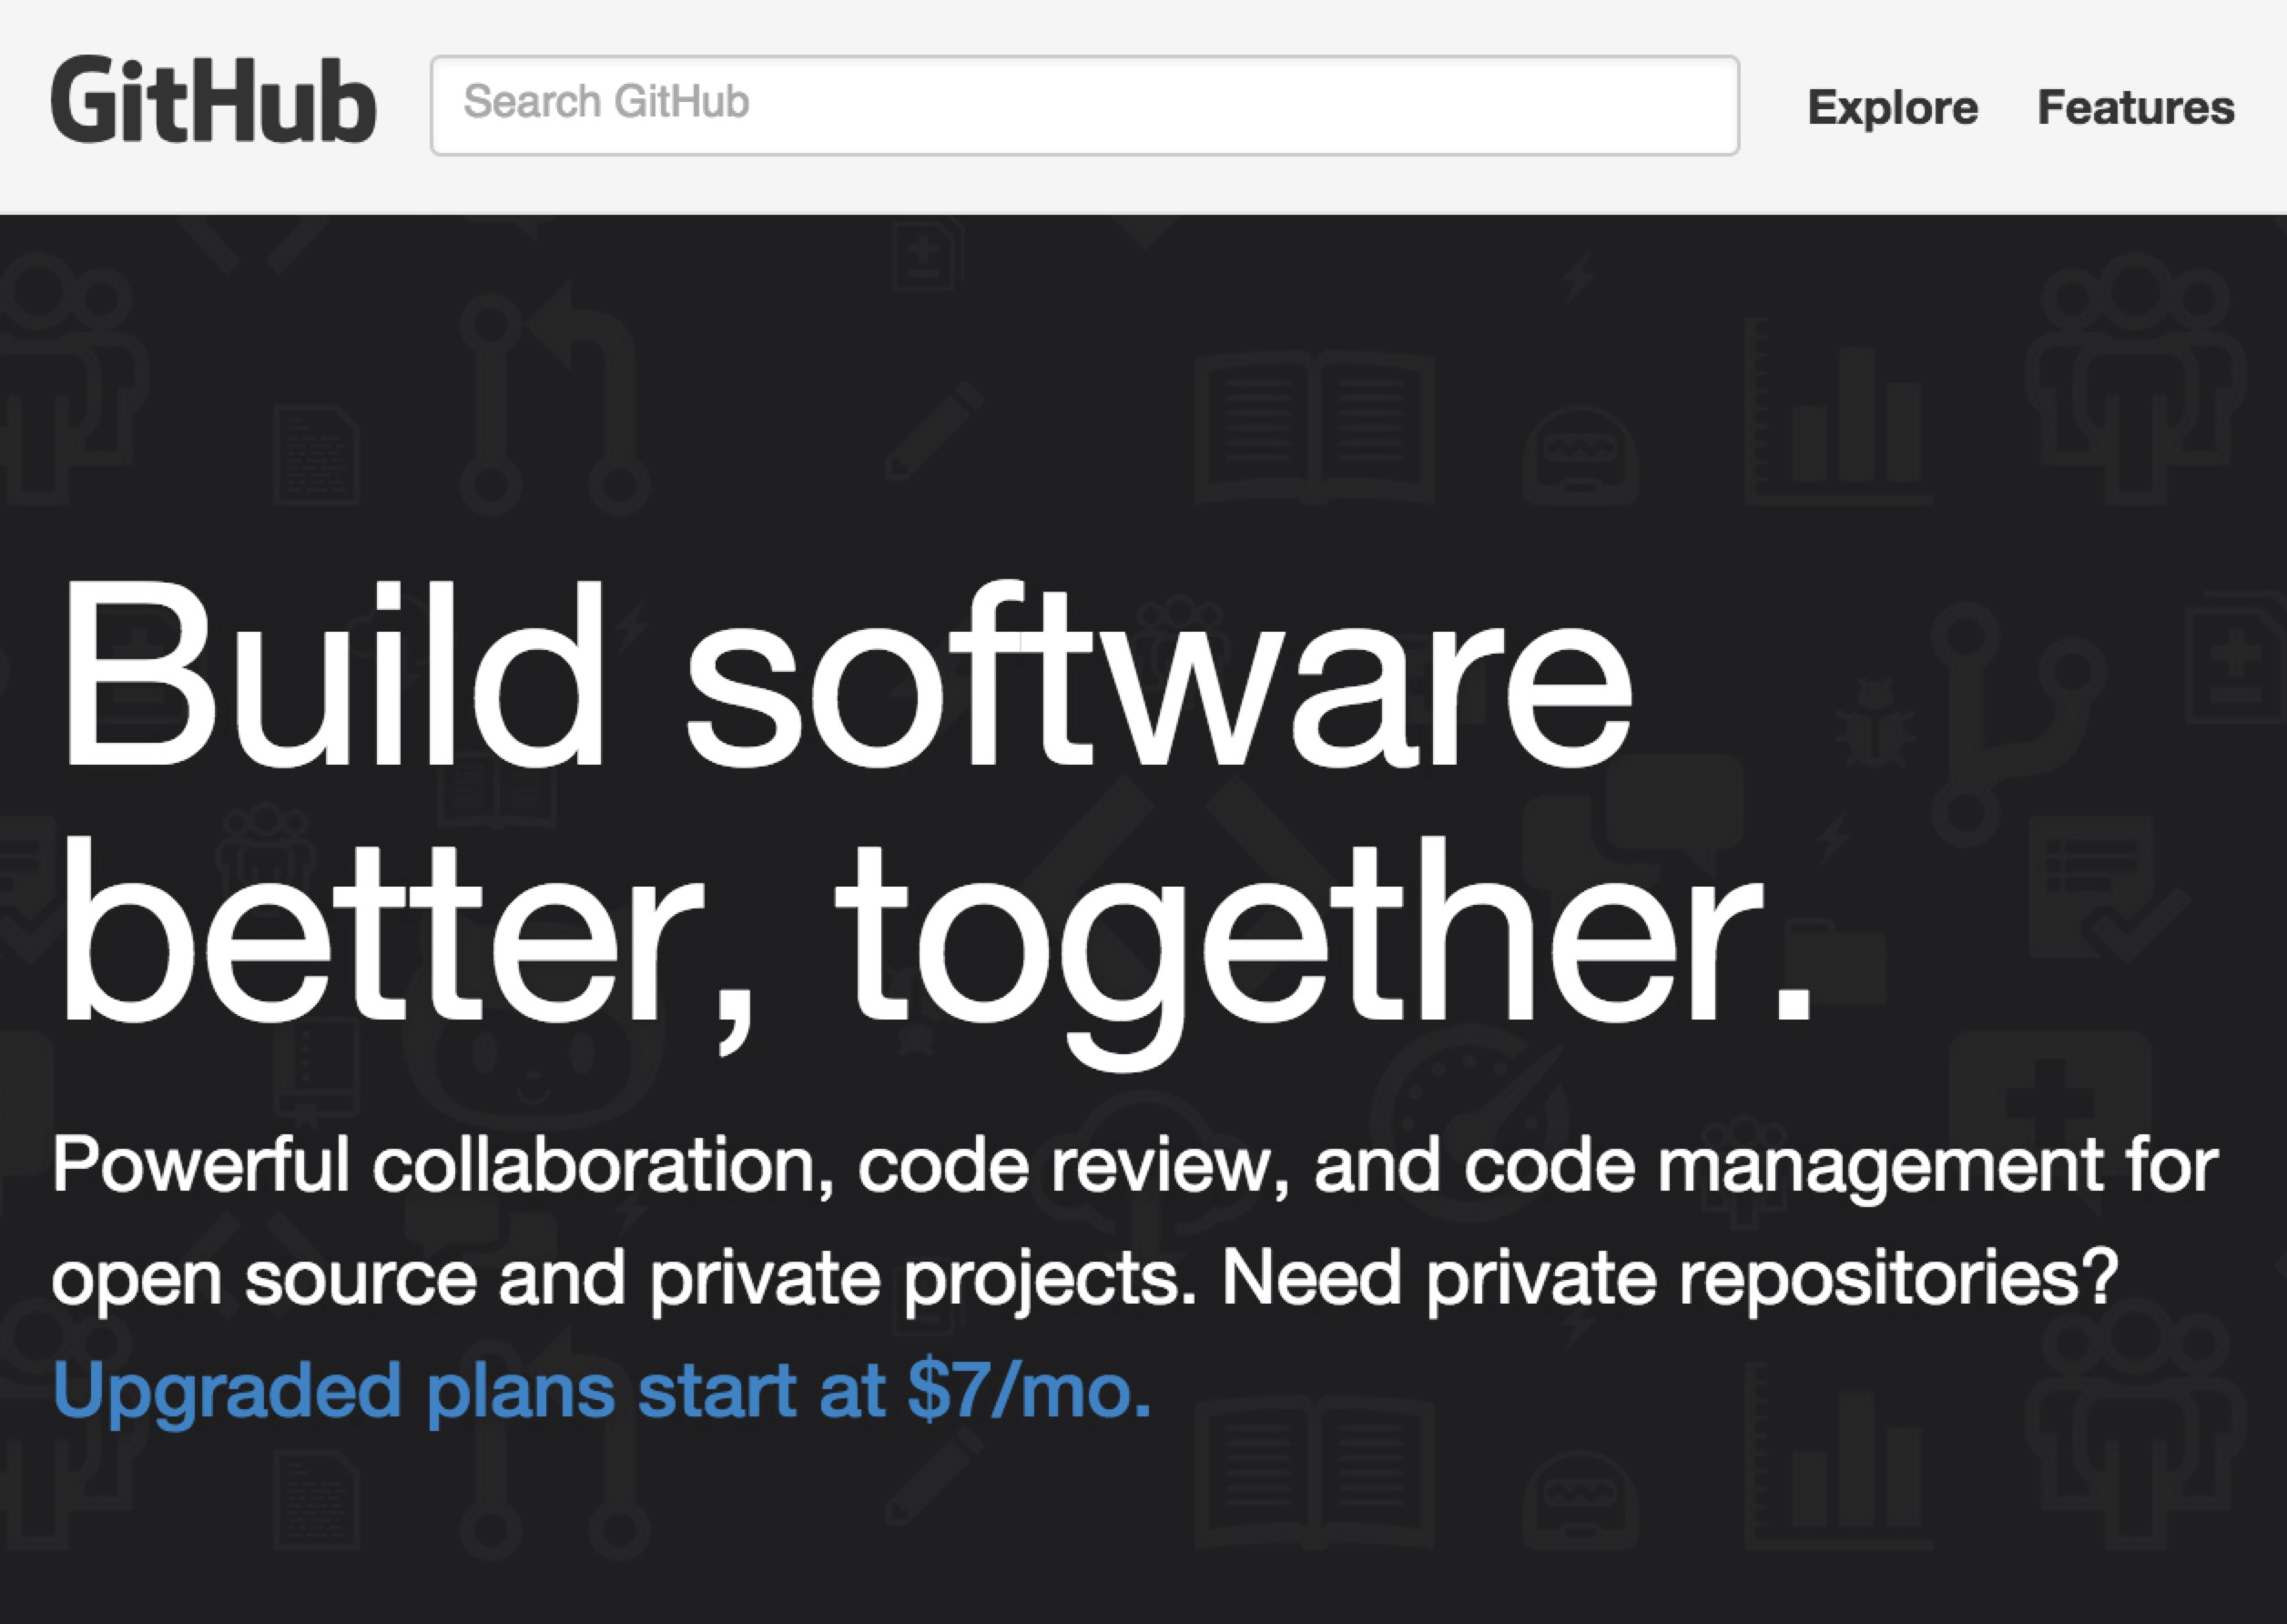 GitHub
Search GitHub
Explore
Features
Build software
better, together.
Powerful collaboration, code review, and code management for
open source and private projects. Need private repositories?
Upgraded plans start at $7/mo.